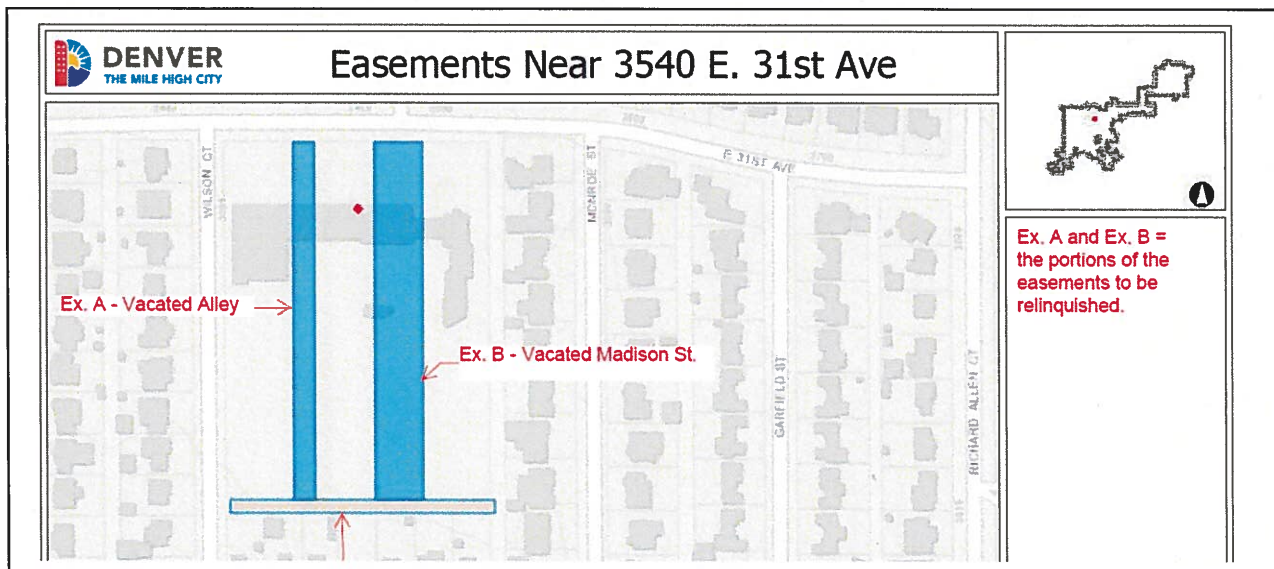 DENVER
THE MILE HIGH CITY
Easements Near 3540 E. 31st Ave
WILSON CT
MONROE ST
E 31ST AVE
GARFIELD ST
RICHARD ALLEN CT
Ex. A - Vacated Alley
Ex. B - Vacated Madison St.
Ex. A and Ex. B =
the portions of the
easements to be
relinquished.